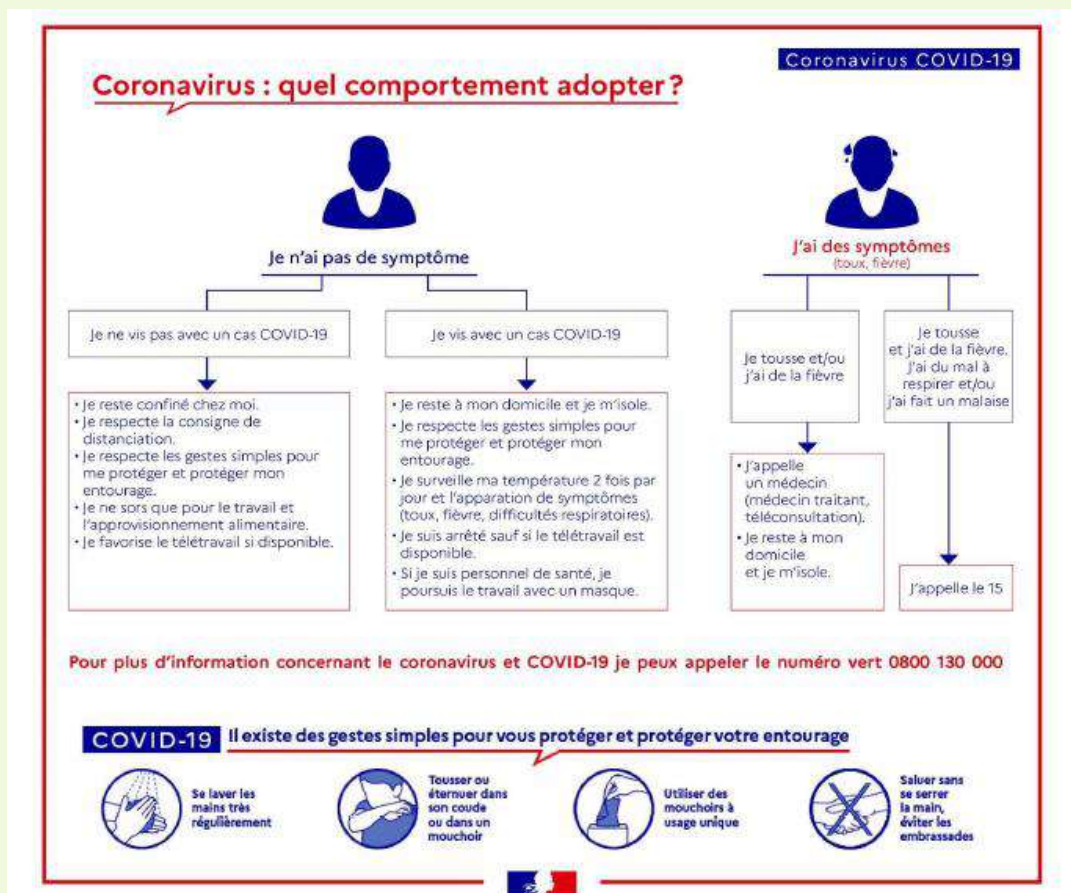 Coronavirus COVID-19
Coronavirus : quel comportement adopter ?
Je n'ai pas de symptôme
Je ne vis pas avec un cas COVID-19
• Je reste confiné chez moi.
• Je respecte la consigne de
distanciation.
• Je respecte les gestes simples pour
me protéger et protéger mon
entourage.
• Je ne sors que pour le travail et
l'approvisionnement alimentaire.
• Je favorise le télétravail si disponible.
Je vis avec un cas COVID-19
• Je reste à mon domicile et je m'isole.
• Je respecte les gestes simples pour
me protéger et protéger mon
entourage.
• Je surveille ma température 2 fois par
jour et l'apparation de symptômes
(toux, fièvre, difficultés respiratoires).
• Je suis arrêté sauf si le télétravail est
disponible.
• Si je suis personnel de santé, je
poursuis le travail avec un masque.
J'ai des symptômes
(toux, fièvre)
Je tousse et/ou
j'ai de la fièvre
• J'appelle
un médecin
(médecin traitant,
téléconsultation).
• Je reste à mon
domicile
et je m'isole.
Je tousse
et j'ai de la fièvre.
J'ai du mal à
respirer et/ou
j'ai fait un malaise
J'appelle le 15
Pour plus d'information concernant le coronavirus et COVID-19 je peux appeler le numéro vert 0800 130 000
COVID-19 Il existe des gestes simples pour vous protéger et protéger votre entourage
Se laver les
mains très
régulièrement
Tousser ou
éternuer dans
son coude
ou dans un
mouchoir
Utiliser des
mouchoirs à
usage unique
Saluer sans
se serrer
la main,
éviter les
embrassades